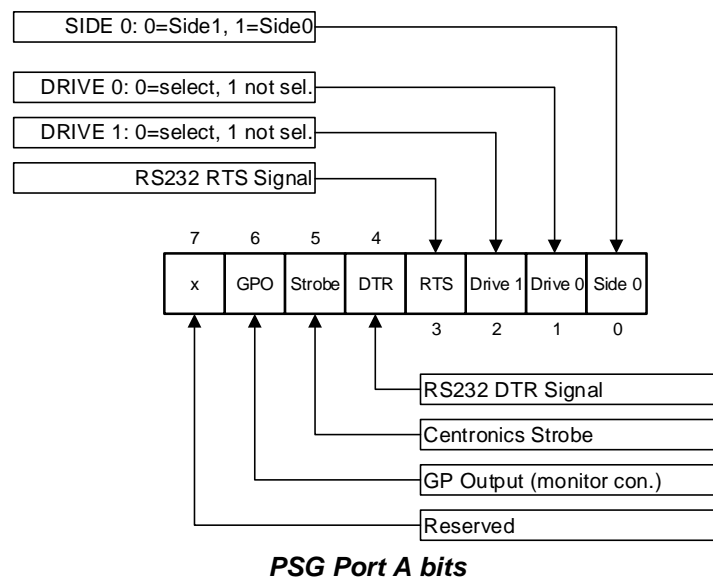 SIDE 0: 0=Side1, 1=Side0
DRIVE 0: 0=select, 1 not sel.
DRIVE 1: 0=select, 1 not sel.
RS232 RTS Signal
7 6 5 4
x GPO Strobe DTR RTS Drive 1 Drive 0 Side 0
3 2 1 0
RS232 DTR Signal
Centronics Strobe
GP Output (monitor con.)
Reserved
PSG Port A bits